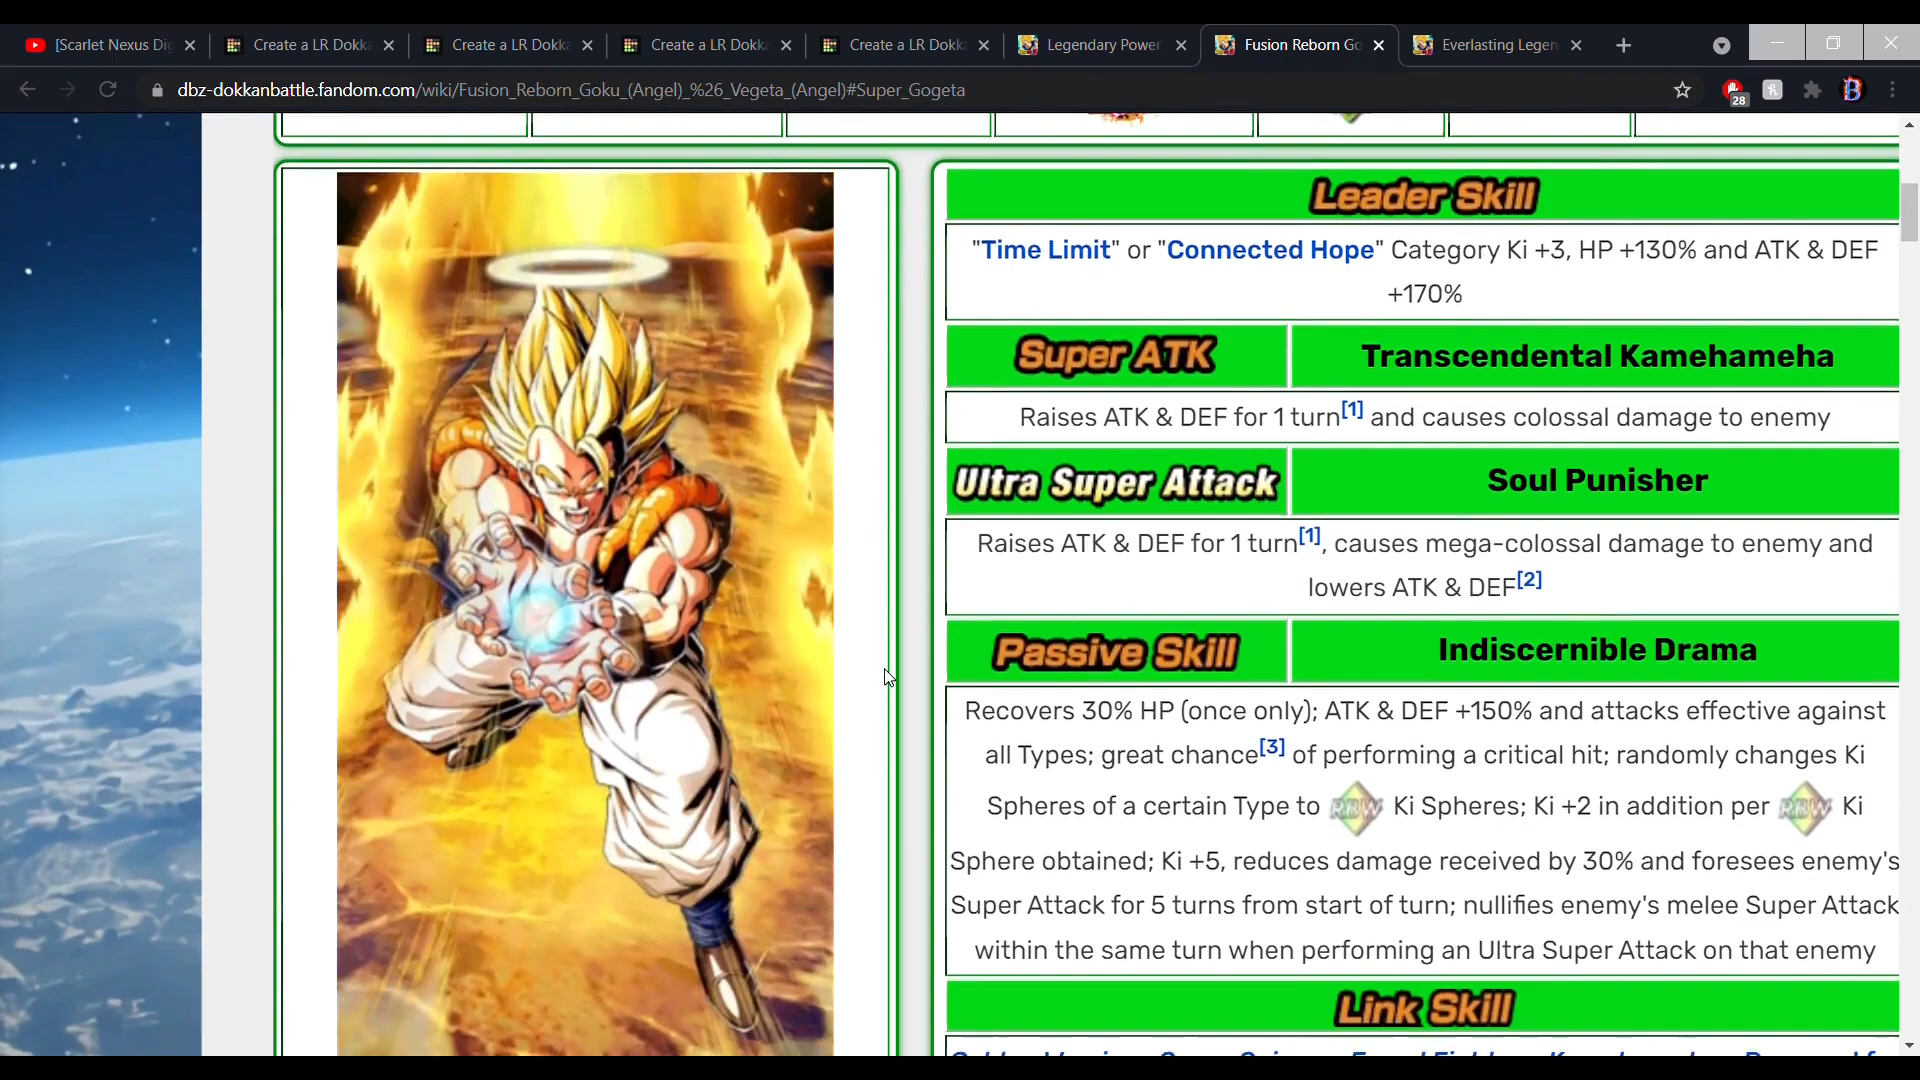 [Scarlet Nexus Di
Create a LR Dokka
Create a LR Dokka
Create a LR Dokka
Create a LR Dokka
Legendary Power
Fusion Reborn Go
Everlasting Legen
dbz-dokkanbattle.fandom.com/wiki/Fusion_Reborn_Goku_(Angel)_%26_Vegeta_(Angel)#Super_Gogeta
28
Leader Skill
"Time Limit" or "Connected Hope" Category Ki +3, HP +130% and ATK & DEF
+170%
Super ATK
Transcendental Kamehameha
Raises ATK & DEF for 1 turn[1] and causes colossal damage to enemy
Ultra Super Attack
Soul Punisher
Raises ATK & DEF for 1 turn[1], causes mega-colossal damage to enemy and
lowers ATK & DEF[2]
Passive Skill
Indiscernible Drama
Recovers 30% HP (once only); ATK & DEF +150% and attacks effective against
all Types; great chance[3] of performing a critical hit; randomly changes Ki
Spheres of a certain Type to RBW Ki Spheres; Ki +2 in addition per RBW Ki
Sphere obtained; Ki +5, reduces damage received by 30% and foresees enemy's
Super Attack for 5 turns from start of turn; nullifies enemy's melee Super Attack
within the same turn when performing an Ultra Super Attack on that enemy
Link Skill